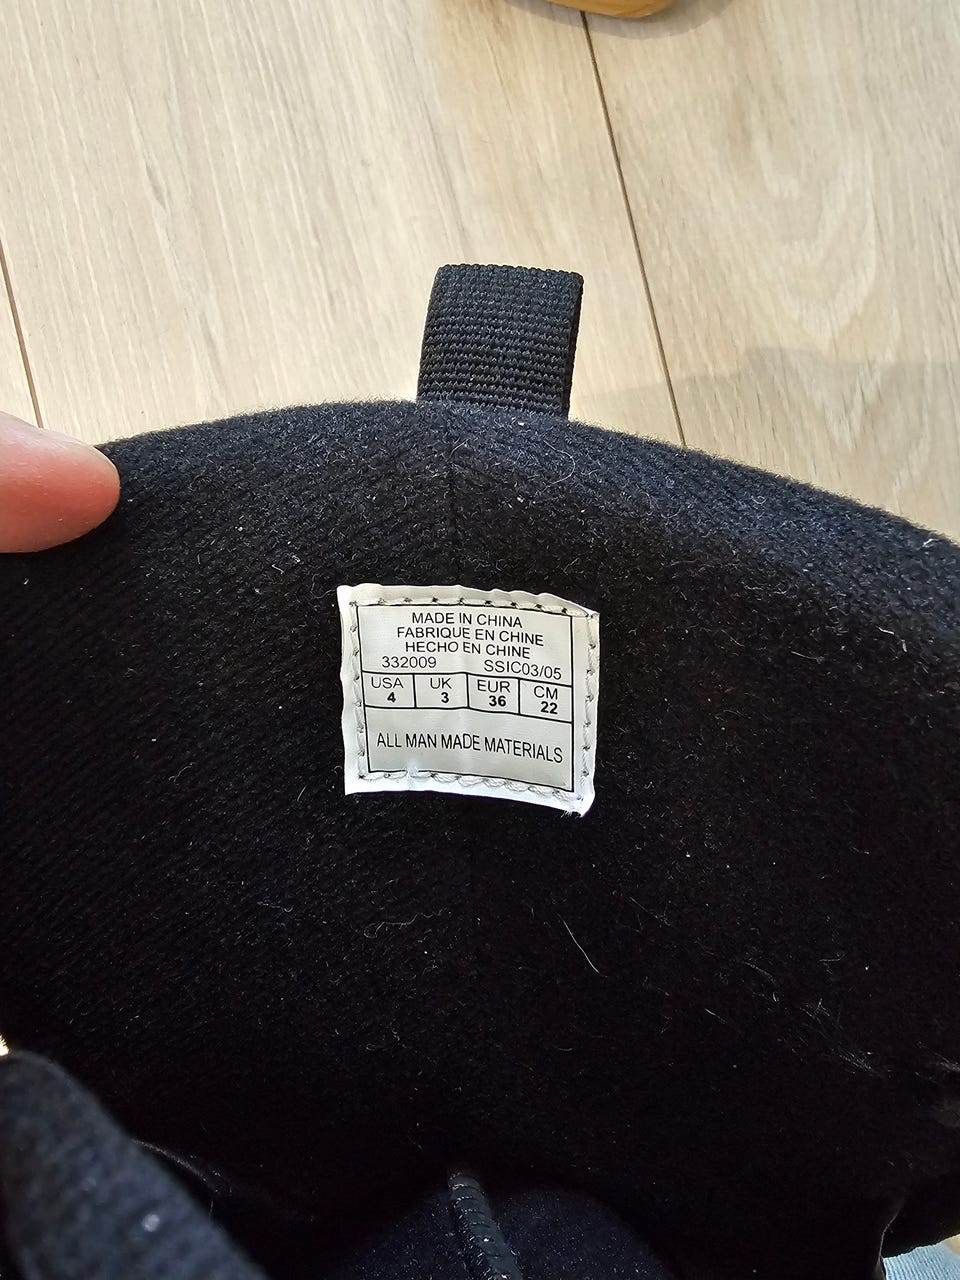 MADE IN CHINA
FABRIQUE EN CHINE
HECHO EN CHINE
332009 SSIC03/05
USA UK EUR CM
4 3 36 22
ALL MAN MADE MATERIALS